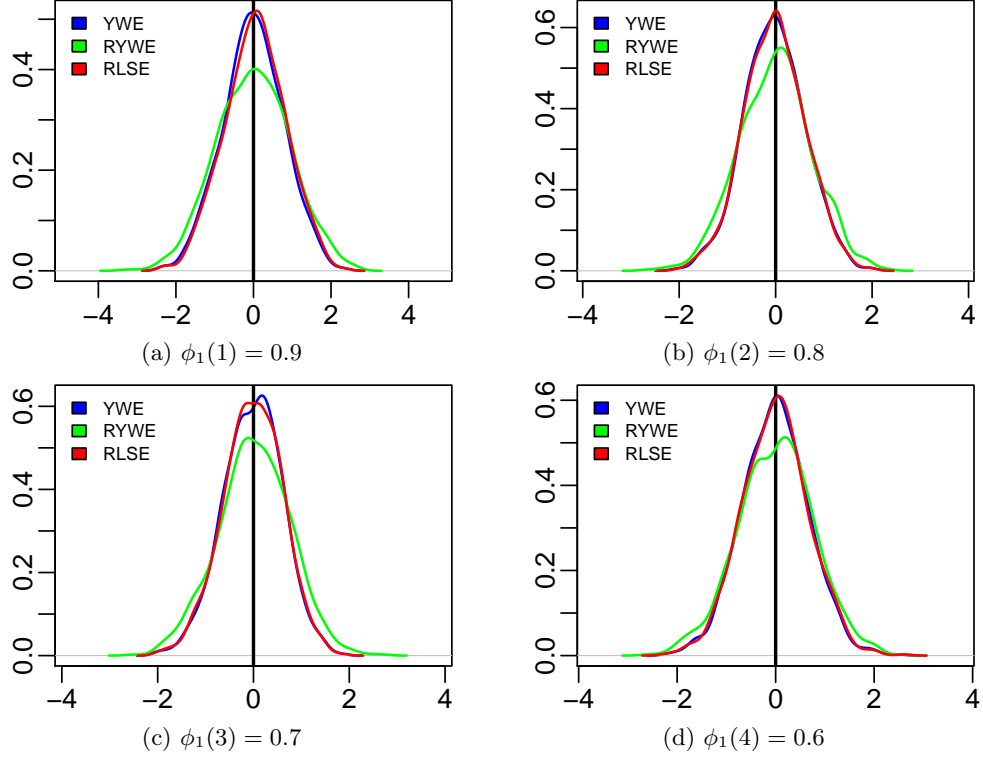 YWE
RYWE
RLSE
0.0 0.2 0.4
−4 −2 0 2 4
(a) ϕ₁(1) = 0.9
YWE
RYWE
RLSE
0.0 0.2 0.4 0.6
−4 −2 0 2 4
(b) ϕ₁(2) = 0.8
YWE
RYWE
RLSE
0.0 0.2 0.4 0.6
−4 −2 0 2 4
(c) ϕ₁(3) = 0.7
YWE
RYWE
RLSE
0.0 0.2 0.4 0.6
−4 −2 0 2 4
(d) ϕ₁(4) = 0.6